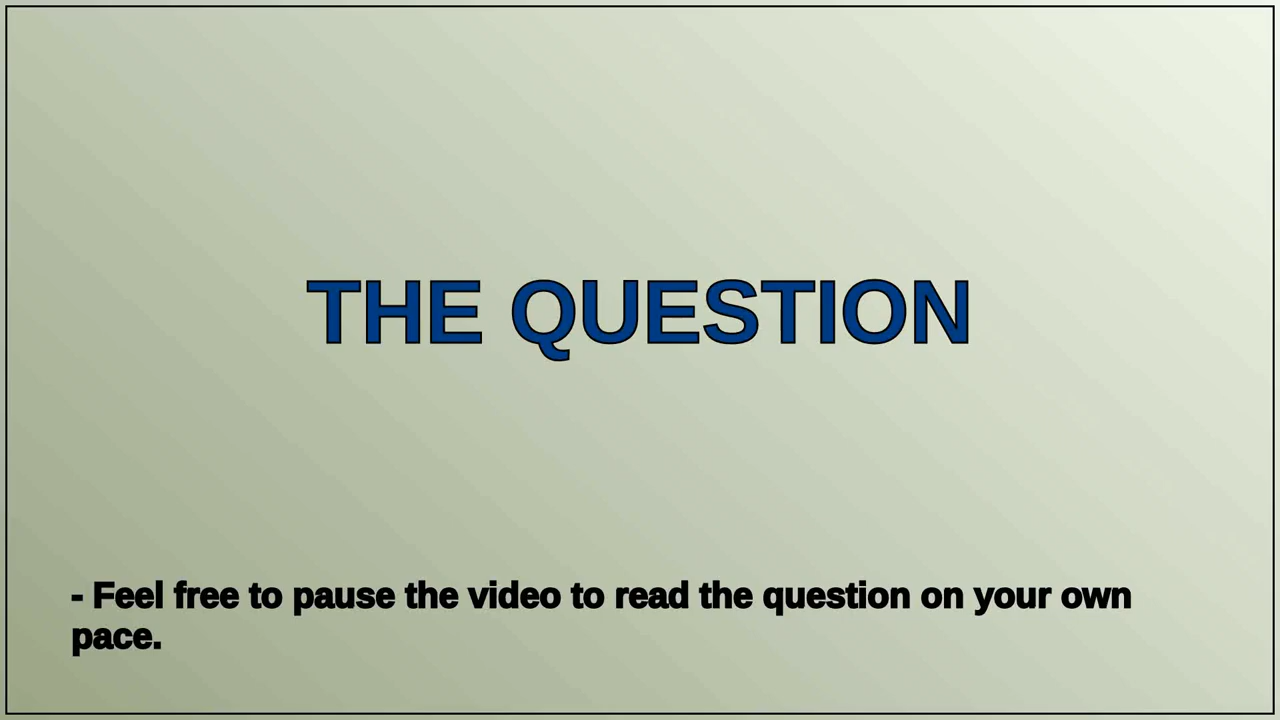 THE QUESTION
- Feel free to pause the video to read the question on your own
pace.